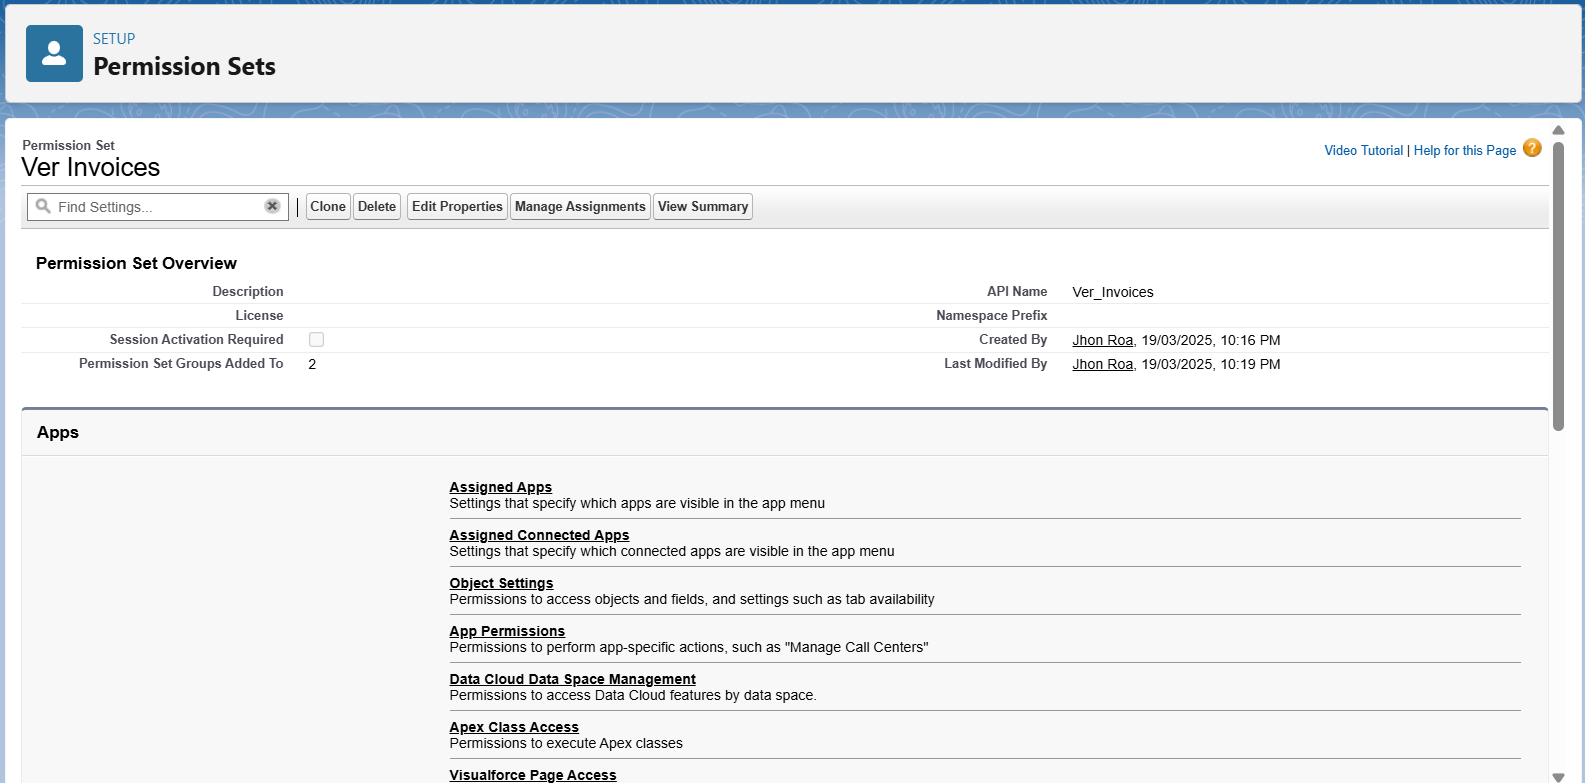 SETUP
Permission Sets
Permission Set
Ver Invoices
Video Tutorial | Help for this Page ?
Find Settings...
Clone Delete Edit Properties Manage Assignments View Summary
Permission Set Overview
Description
API Name Ver_Invoices
License
Namespace Prefix
Session Activation Required
Created By Jhon Roa, 19/03/2025, 10:16 PM
Permission Set Groups Added To 2
Last Modified By Jhon Roa, 19/03/2025, 10:19 PM
Apps
Assigned Apps
Settings that specify which apps are visible in the app menu
Assigned Connected Apps
Settings that specify which connected apps are visible in the app menu
Object Settings
Permissions to access objects and fields, and settings such as tab availability
App Permissions
Permissions to perform app-specific actions, such as "Manage Call Centers"
Data Cloud Data Space Management
Permissions to access Data Cloud features by data space.
Apex Class Access
Permissions to execute Apex classes
Visualforce Page Access